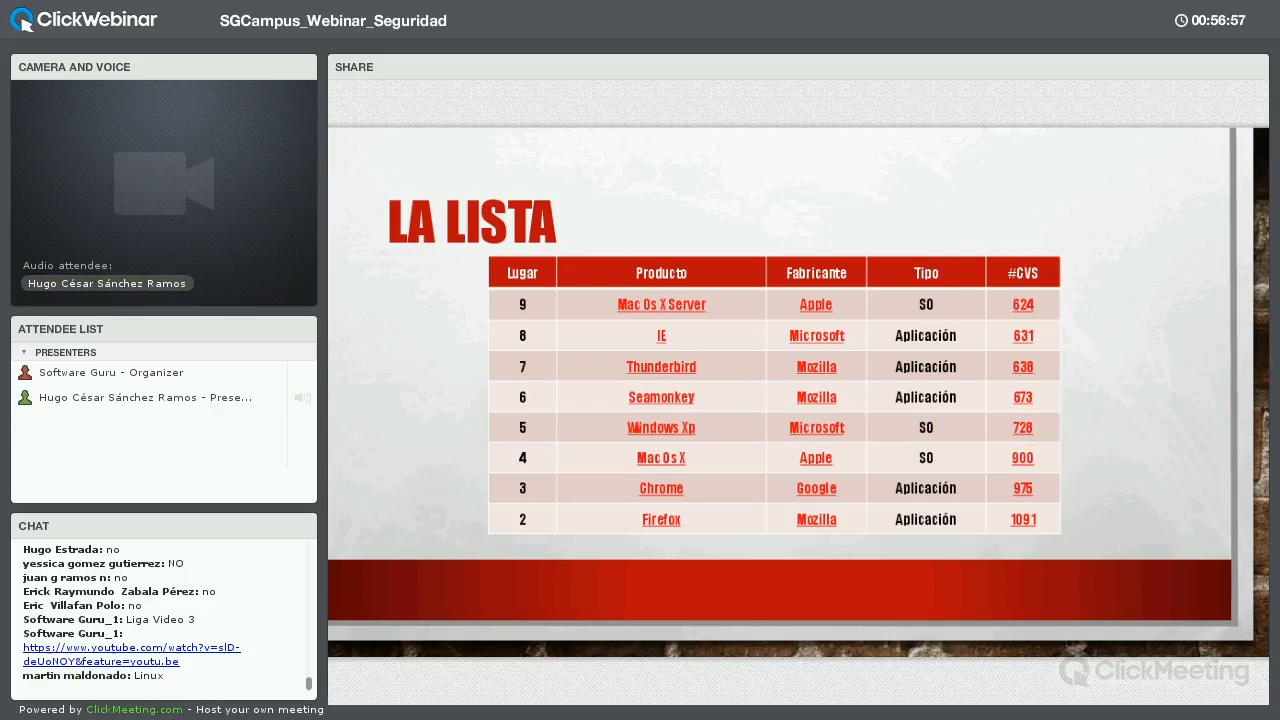 ClickWebinar
SGCampus_Webinar_Seguridad
00:56:57
CAMERA AND VOICE
Audio attendee:
Hugo César Sánchez Ramos
ATTENDEE LIST
PRESENTERS
Software Guru - Organizer
Hugo César Sánchez Ramos - Prese...
CHAT
Hugo Estrada: no
yessica gomez gutierrez: NO
juan g ramos n: no
Erick Raymundo Zabala Pérez: no
Eric Villafan Polo: no
Software Guru_1: Liga Video 3
Software Guru_1:
https://www.youtube.com/watch?v=slD-
deUoNOY&feature=youtu.be
martin maldonado: Linux
Powered by ClickMeeting.com - Host your own meeting
SHARE
LA LISTA
Lugar Producto Fabricante Tipo #CVS
9 Mac Os X Server Apple SO 624
8 IE Microsoft Aplicación 631
7 Thunderbird Mozilla Aplicación 638
6 Seamonkey Mozilla Aplicación 673
5 Windows Xp Microsoft SO 728
4 Mac Os X Apple SO 900
3 Chrome Google Aplicación 975
2 Firefox Mozilla Aplicación 1091
ClickMeeting